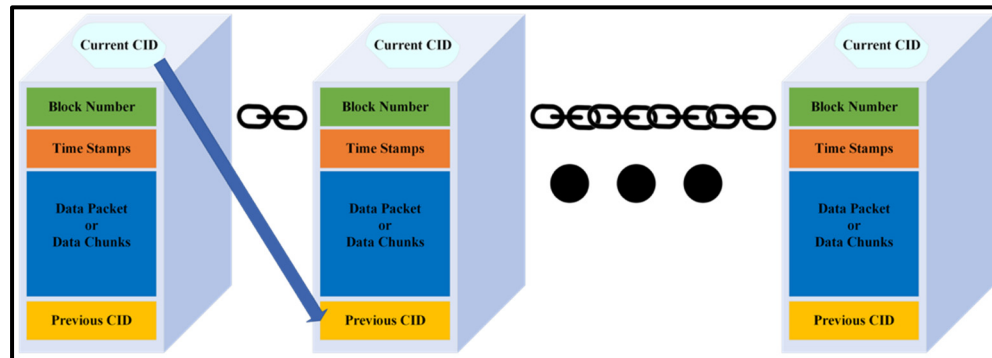 Current CID
Block Number
Time Stamps
Data Packet
or
Data Chunks
Previous CID
Current CID
Block Number
Time Stamps
Data Packet
or
Data Chunks
Previous CID
Current CID
Block Number
Time Stamps
Data Packet
or
Data Chunks
Previous CID